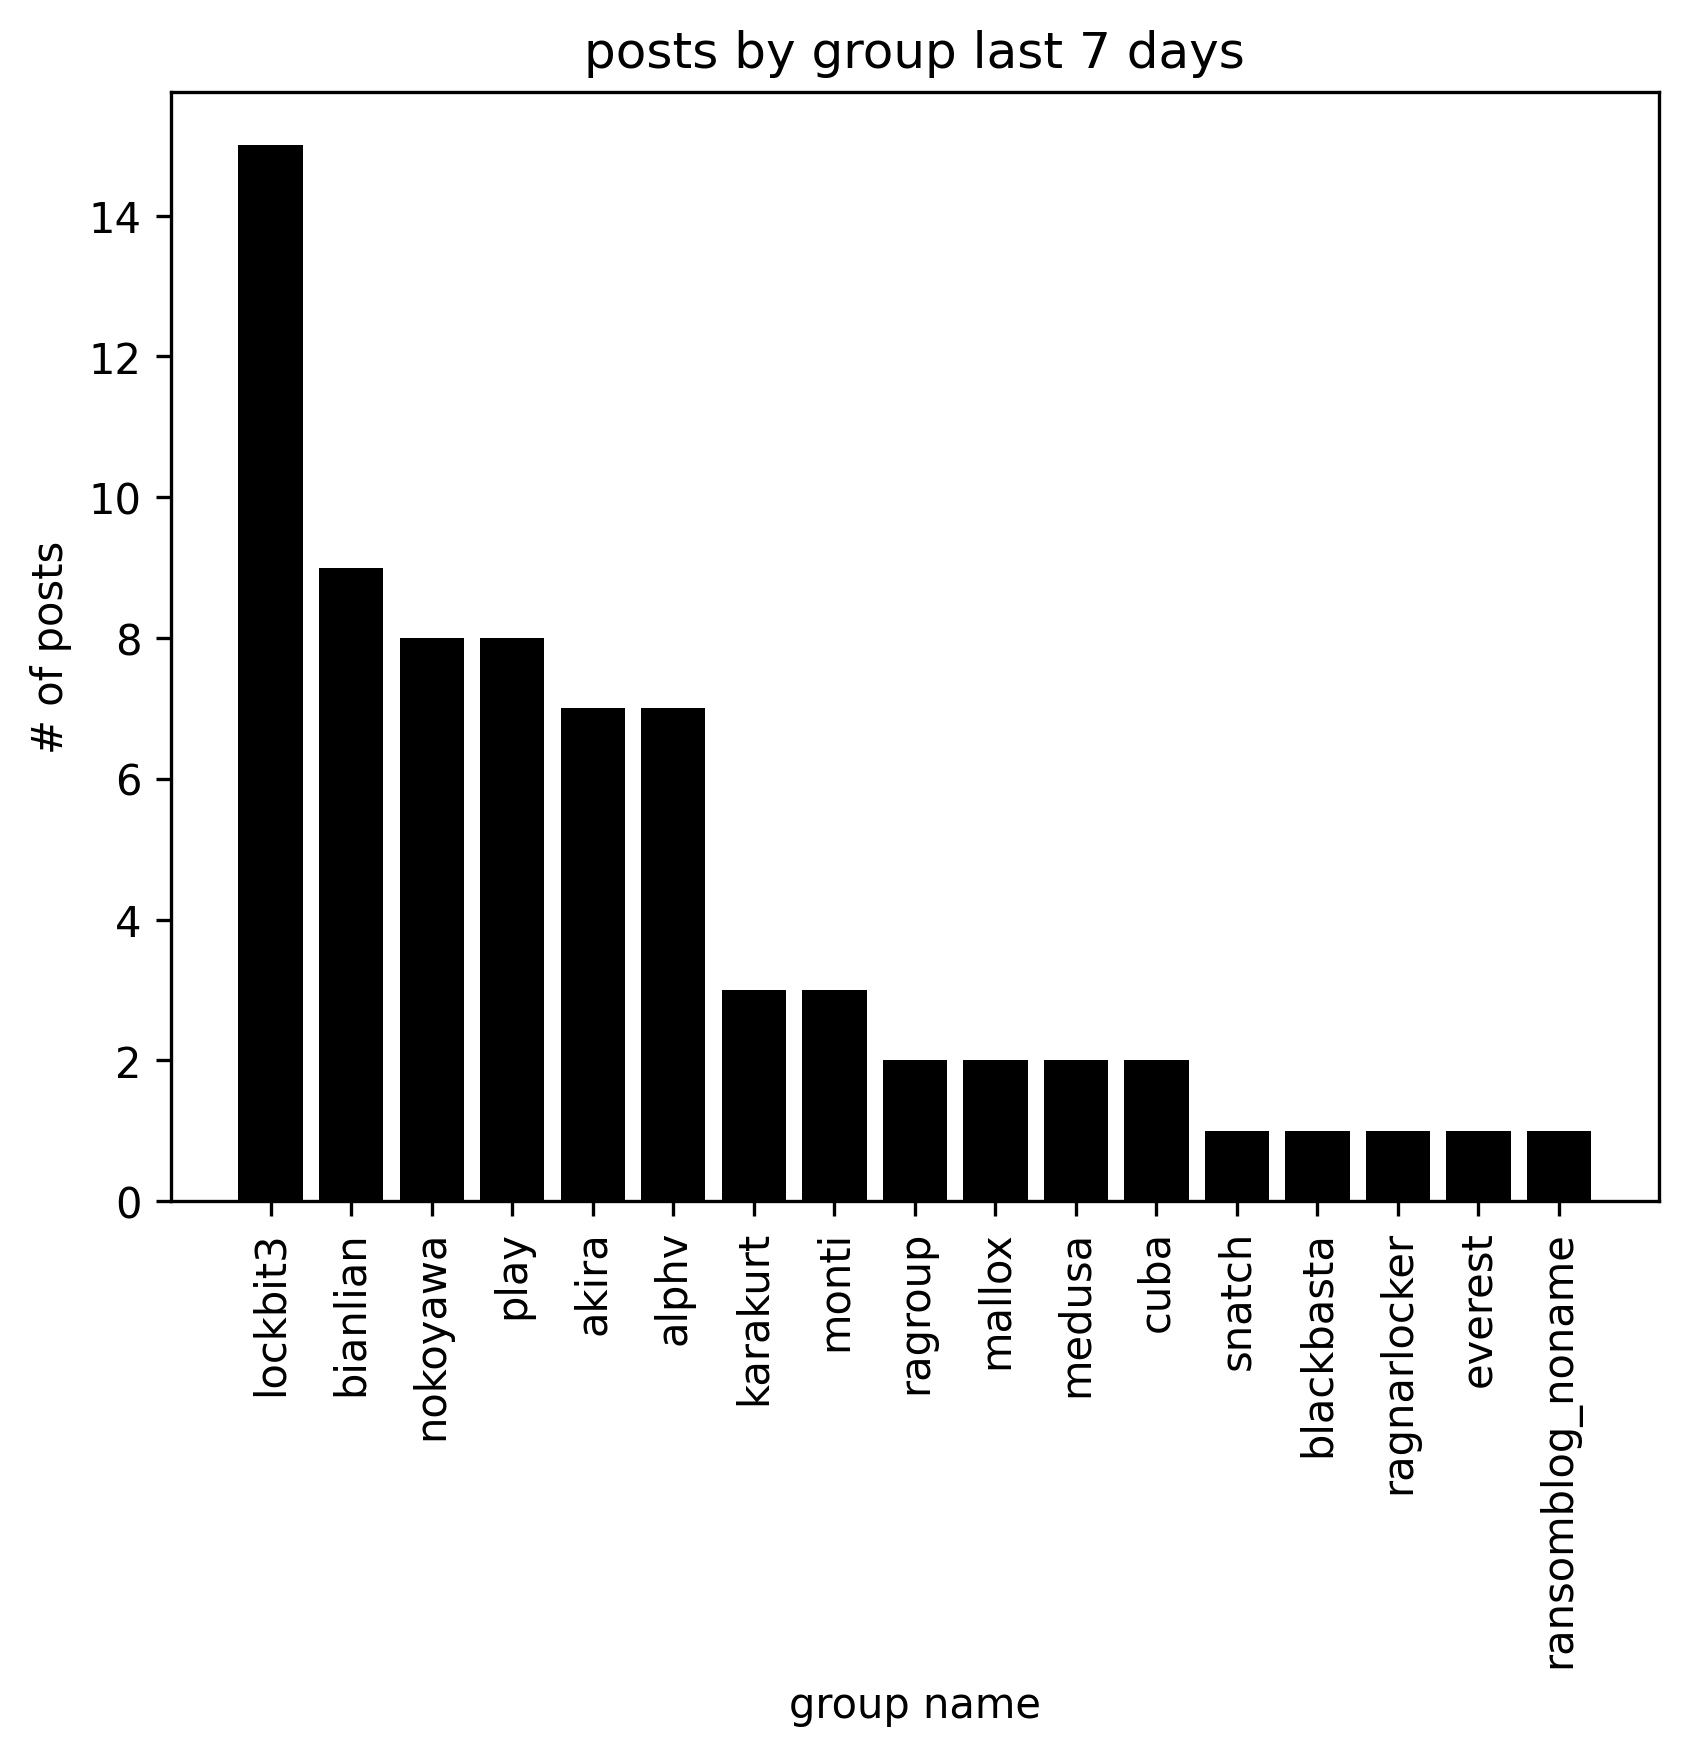 posts by group last 7 days
# of posts
14
12
10
8
6
4
2
0
lockbit3
bianlian
nokoyawa
play
akira
alphv
karakurt
monti
ragroup
mallox
medusa
cuba
snatch
blackbasta
ragnarlocker
everest
ransomblog_noname
group name